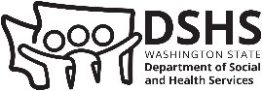 DSHS
WASHINGTON STATE
Department of Social
and Health Services